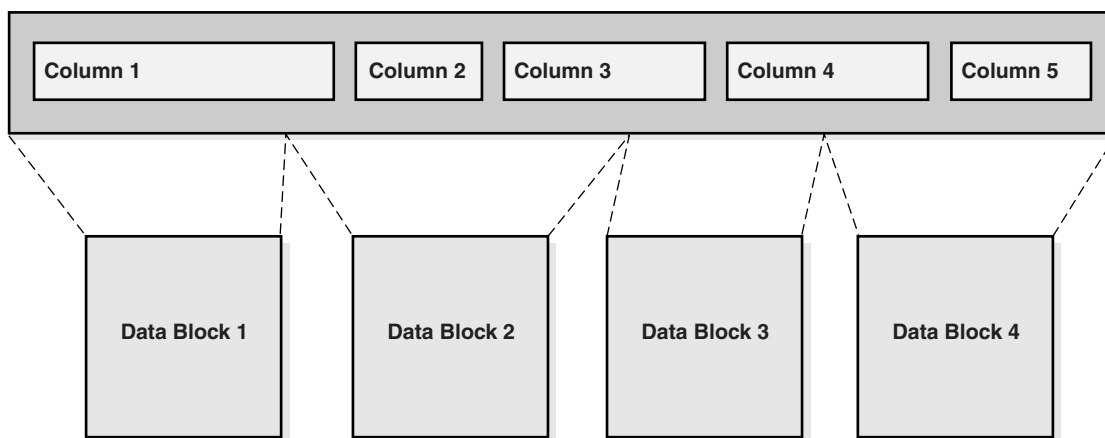 Column 1
Column 2
Column 3
Column 4
Column 5
Data Block 1
Data Block 2
Data Block 3
Data Block 4